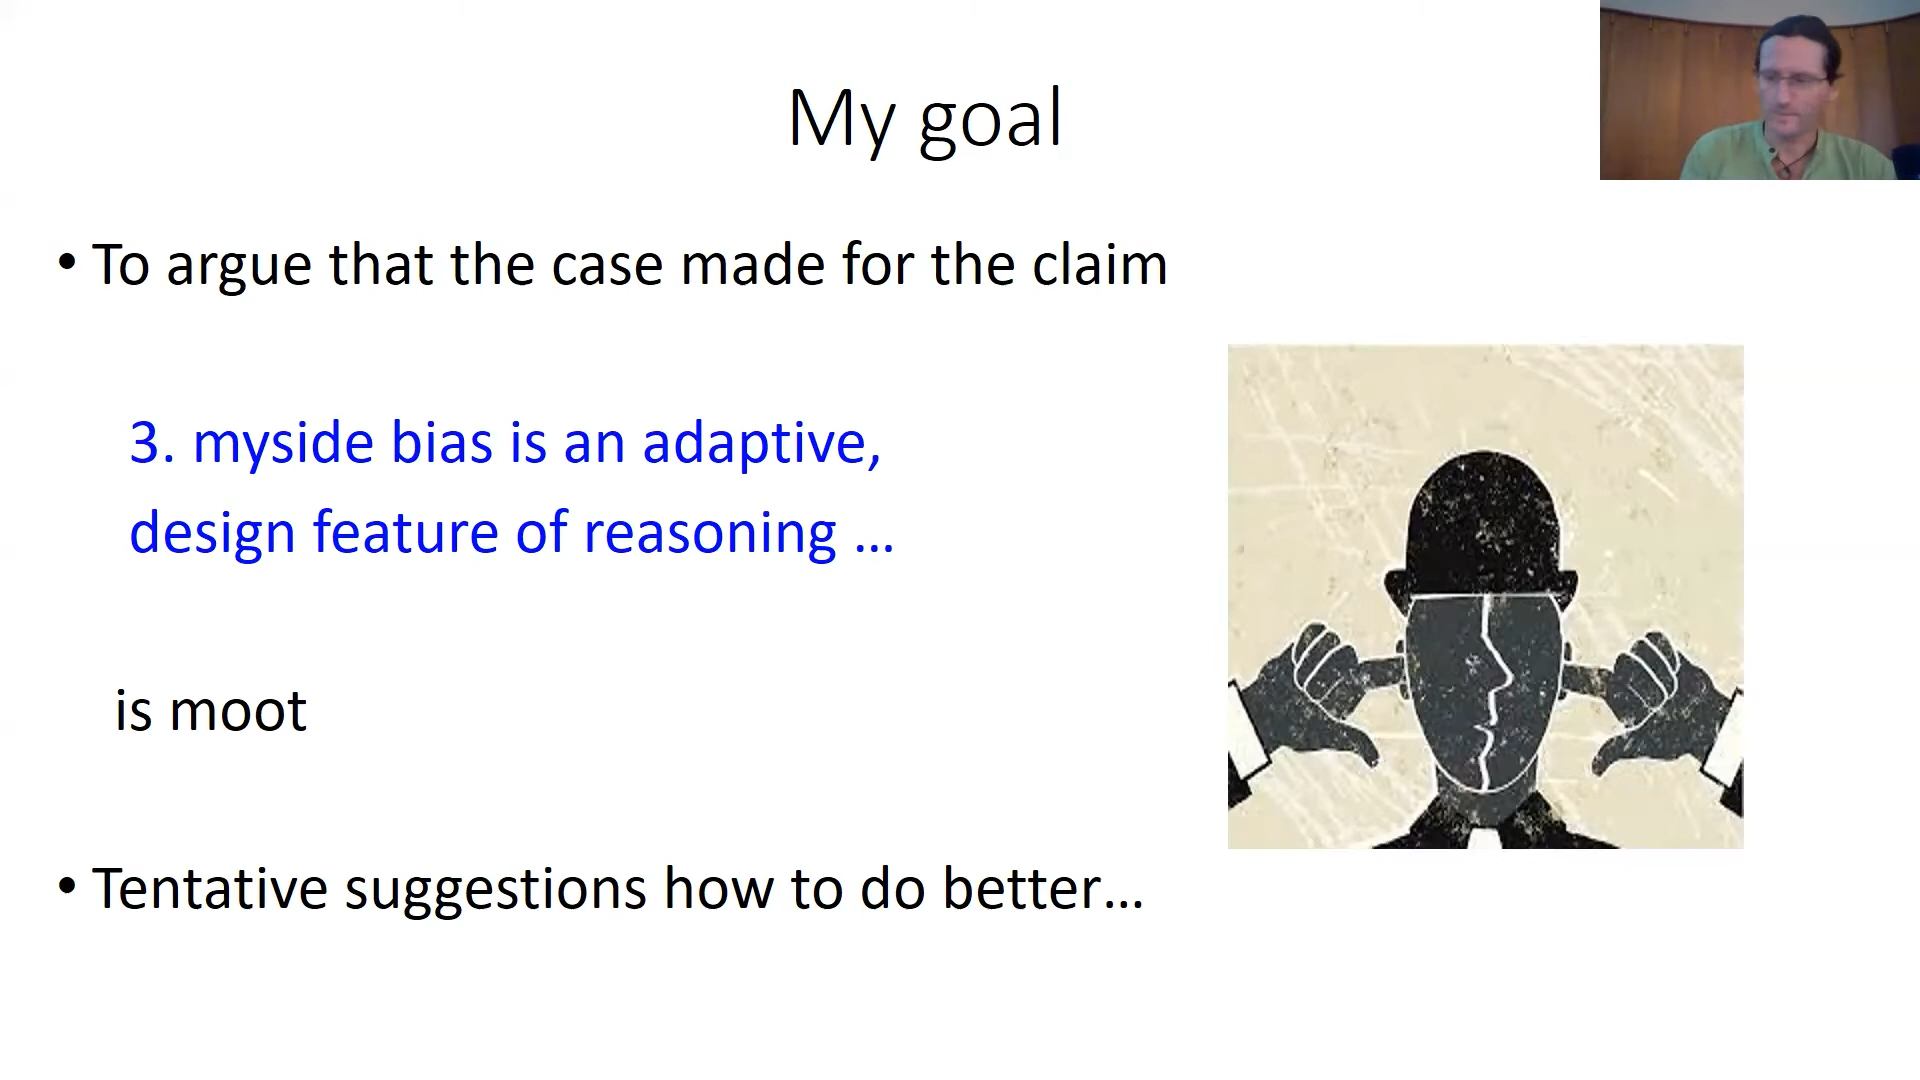 My goal
• To argue that the case made for the claim
3. myside bias is an adaptive,
design feature of reasoning …
is moot
• Tentative suggestions how to do better…